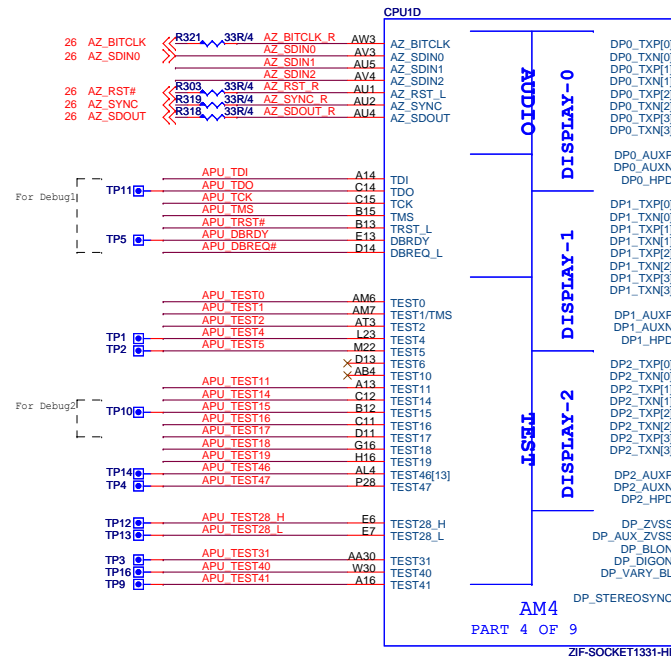 CPU1D
26 AZ_BITCLK R321 33R/4 AZ_BITCLK_R AW3 AZ_BITCLK DP0_TXP[0]
26 AZ_SDIN0 AZ_SDIN0 AV3 AZ_SDIN0 DP0_TXN[0]
AZ_SDIN1 AU5 AZ_SDIN1 DP0_TXP[1]
AZ_SDIN2 AV4 AZ_SDIN2 DP0_TXN[1]
26 AZ_RST# R303 33R/4 AZ_RST_R AU1 AZ_RST_L DP0_TXP[2]
26 AZ_SYNC R319 33R/4 AZ_SYNC_R AU2 AZ_SYNC DP0_TXN[2]
26 AZ_SDOUT R318 33R/4 AZ_SDOUT_R AU4 AZ_SDOUT DP0_TXP[3]
DP0_TXN[3]
AUDIO
DISPLAY-0
DP0_AUXP
DP0_AUXN
DP0_HPD
APU_TDI A14 TDI
For Debug1 TP11 APU_TDO C14 TDO
APU_TCK C15 TCK DP1_TXP[0]
APU_TMS B15 TMS DP1_TXN[0]
APU_TRST# B13 TRST_L DP1_TXP[1]
TP5 APU_DBRDY E13 DBRDY DP1_TXN[1]
APU_DBREQ# D14 DBREQ_L DP1_TXP[2]
DP1_TXN[2]
DP1_TXP[3]
DP1_TXN[3]
DISPLAY-1
APU_TEST0 AM6 TEST0
APU_TEST1 AM7 TEST1/TMS DP1_AUXP
APU_TEST2 AT3 TEST2 DP1_AUXN
TP1 APU_TEST4 L23 TEST4 DP1_HPD
TP2 APU_TEST5 M22 TEST5
D13 TEST6 DP2_TXP[0]
AB4 TEST10 DP2_TXN[0]
APU_TEST11 A13 TEST11 DP2_TXP[1]
APU_TEST14 C12 TEST14 DP2_TXN[1]
For Debug2 TP10 APU_TEST15 B12 TEST15 DP2_TXP[2]
APU_TEST16 C11 TEST16 DP2_TXN[2]
APU_TEST17 D11 TEST17 DP2_TXP[3]
APU_TEST18 G16 TEST18 DP2_TXN[3]
APU_TEST19 H16 TEST19
TEST
DISPLAY-2
TP14 APU_TEST46 AL4 TEST46[13] DP2_AUXP
TP4 APU_TEST47 P28 TEST47 DP2_AUXN
DP2_HPD
TP12 APU_TEST28_H E6 TEST28_H DP_ZVSS
TP13 APU_TEST28_L E7 TEST28_L DP_AUX_ZVSS
DP_BLON
TP3 APU_TEST31 AA30 TEST31 DP_DIGON
TP16 APU_TEST40 W30 TEST40 DP_VARY_BL
TP9 APU_TEST41 A16 TEST41
DP_STEREOSYNC
AM4
PART 4 OF 9
ZIF-SOCKET1331-H